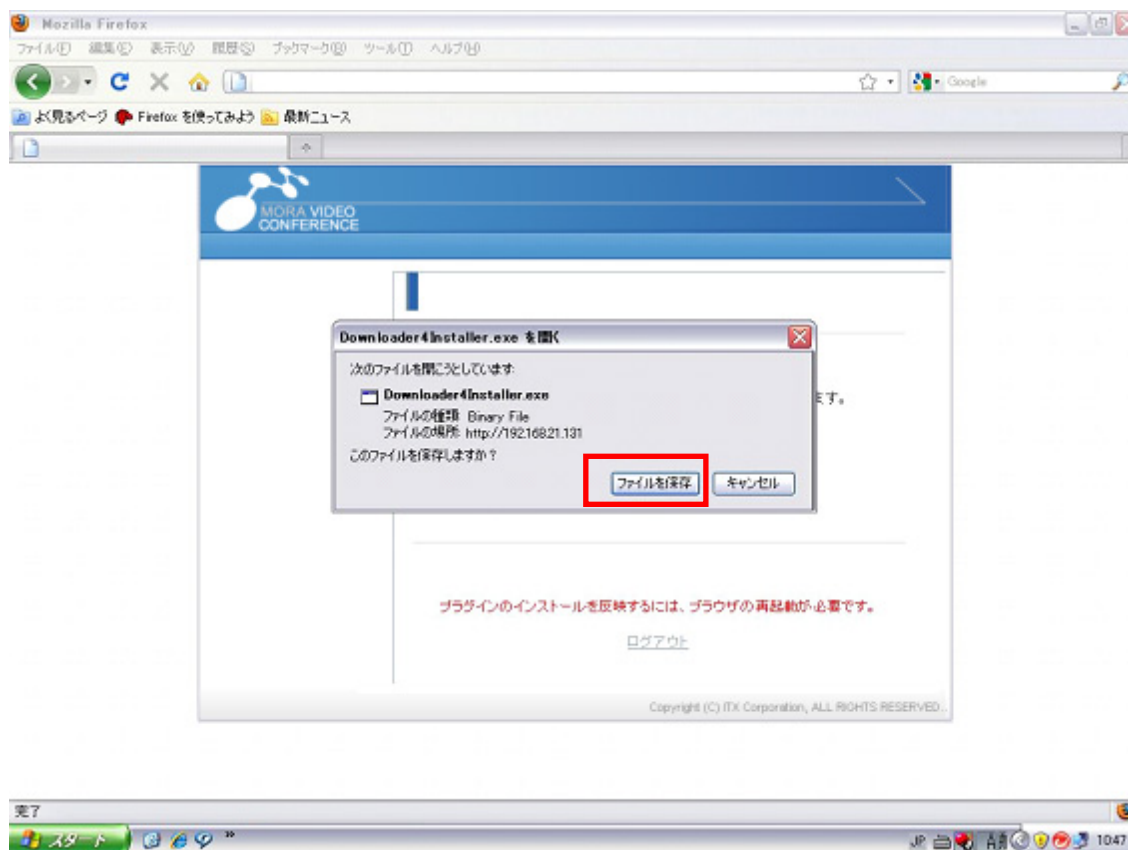 Mozilla Firefox
ファイル(F) 編集(E) 表示(V) 履歴(S) ブックマーク(B) ツール(T) ヘルプ(H)
Google
よく見るページ Firefox を使ってみよう 最新ニュース
MORA VIDEO
CONFERENCE
Downloader4Installer.exe を開く
次のファイルを開こうとしています:
Downloader4Installer.exe
ファイルの種類: Binary File
ファイルの場所: http://192.168.21.131
このファイルを保存しますか?
ファイルを保存 キャンセル
ます。
プラグインのインストールを反映するには、ブラウザの再起動が必要です。
ログアウト
Copyright (C) ITX Corporation, ALL RIGHTS RESERVED.
完了
スタート
JP
10:47